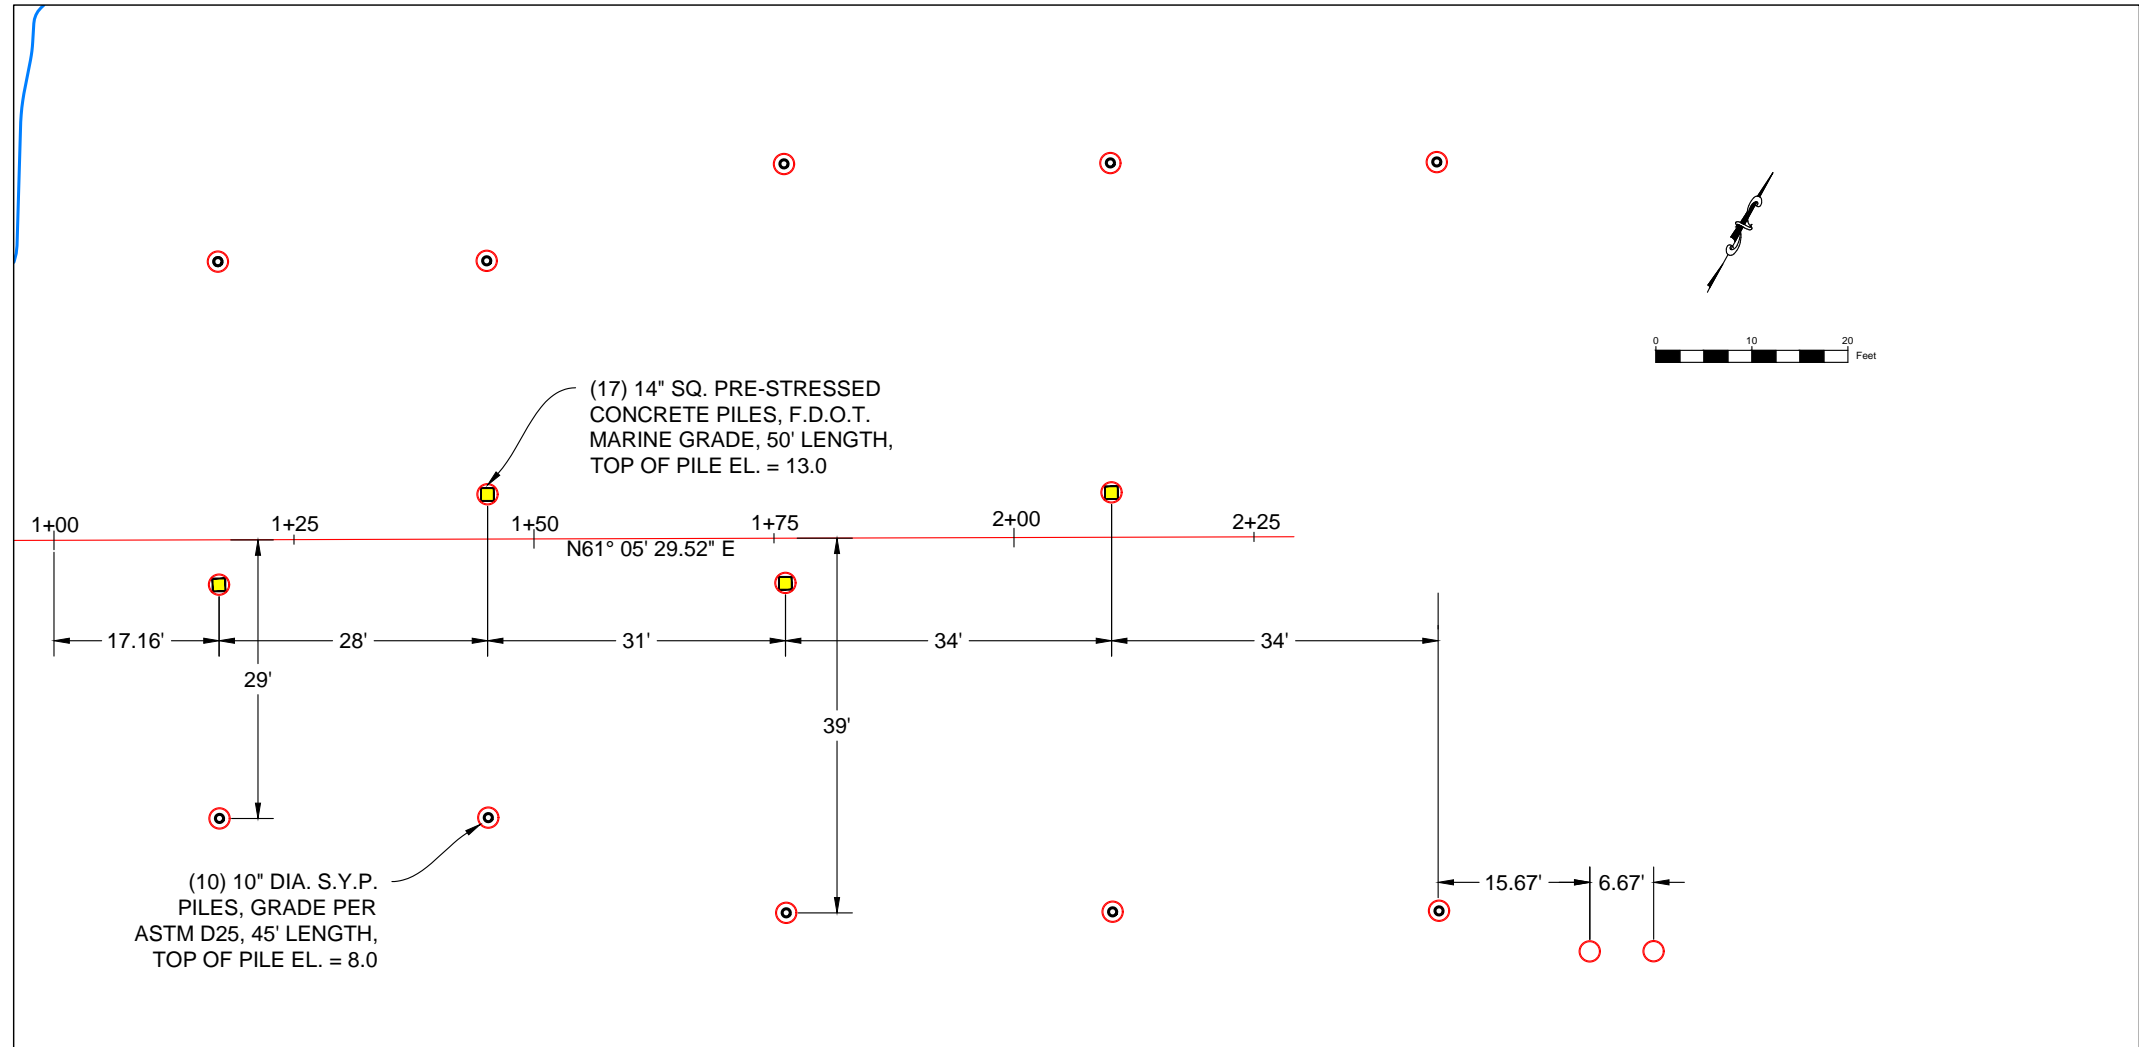 0 10 20
Feet
(17) 14" SQ. PRE-STRESSED
CONCRETE PILES, F.D.O.T.
MARINE GRADE, 50' LENGTH,
TOP OF PILE EL. = 13.0
1+00 1+25 1+50 1+75 2+00 2+25
N61° 05' 29.52" E
17.16' 28' 31' 34' 34'
29'
39'
(10) 10" DIA. S.Y.P.
PILES, GRADE PER
ASTM D25, 45' LENGTH,
TOP OF PILE EL. = 8.0
15.67' 6.67'